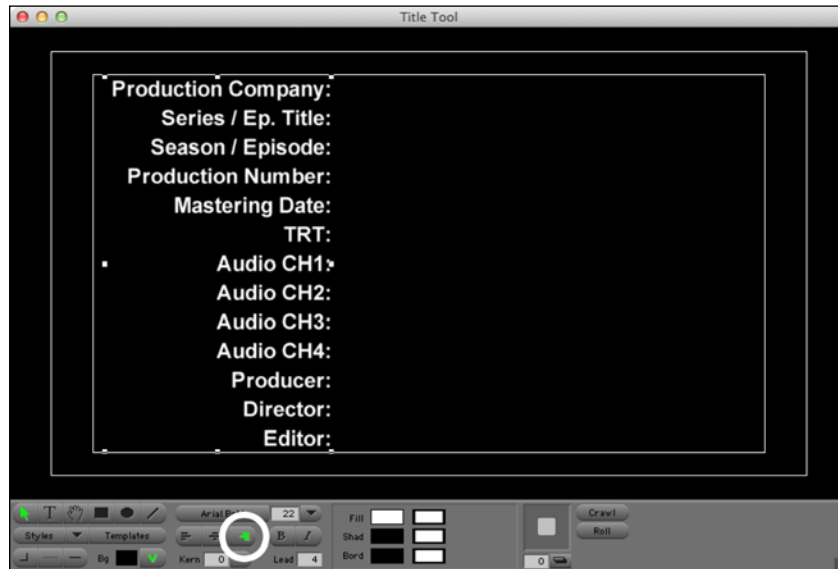 Title Tool
Production Company:
Series / Ep. Title:
Season / Episode:
Production Number:
Mastering Date:
TRT:
Audio CH1:
Audio CH2:
Audio CH3:
Audio CH4:
Producer:
Director:
Editor:
T Arial 22 Fill Crawl
Styles Templates B I Shad Roll
Bg V Kern 0 Lead 4 Bord 0